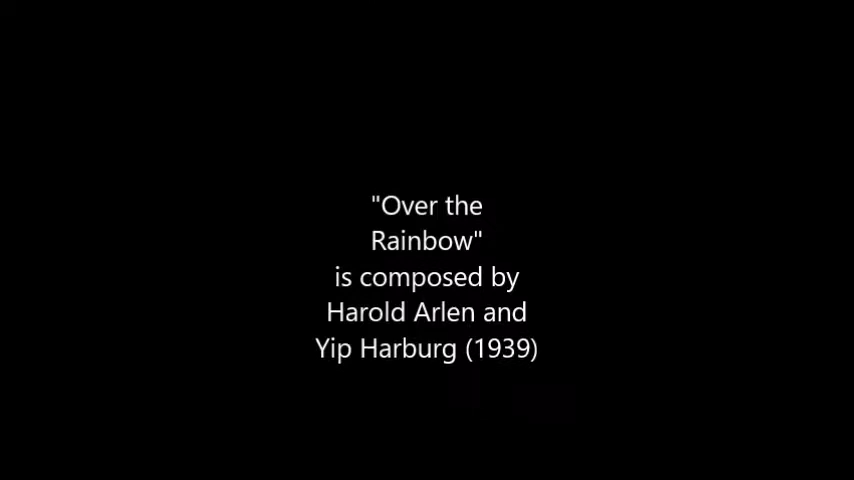 "Over the
Rainbow"
is composed by
Harold Arlen and
Yip Harburg (1939)